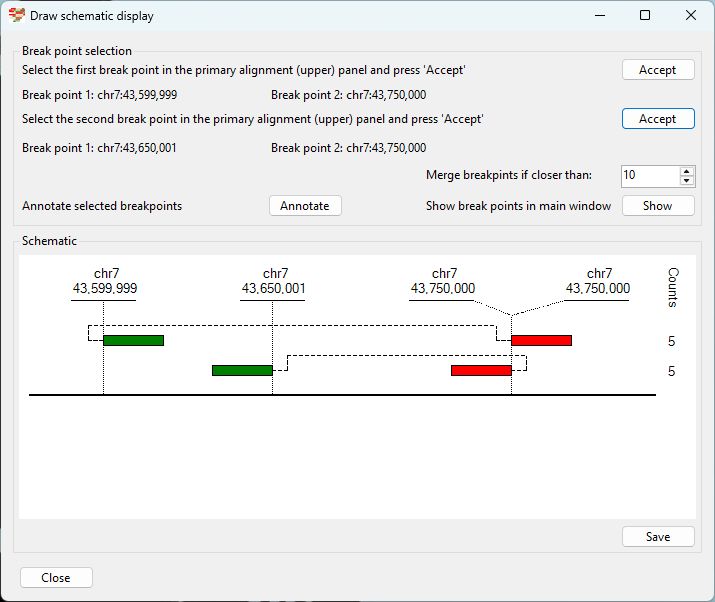 Draw schematic display
Break point selection
Select the first break point in the primary alignment (upper) panel and press 'Accept'
Accept
Break point 1: chr7:43,599,999 Break point 2: chr7:43,750,000
Select the second break point in the primary alignment (upper) panel and press 'Accept'
Accept
Break point 1: chr7:43,650,001 Break point 2: chr7:43,750,000
Merge breakpints if closer than: 10
Annotate selected breakpoints Annotate Show break points in main window Show
Schematic
chr7 chr7 chr7 chr7
43,599,999 43,650,001 43,750,000 43,750,000
Counts
5
5
Save
Close